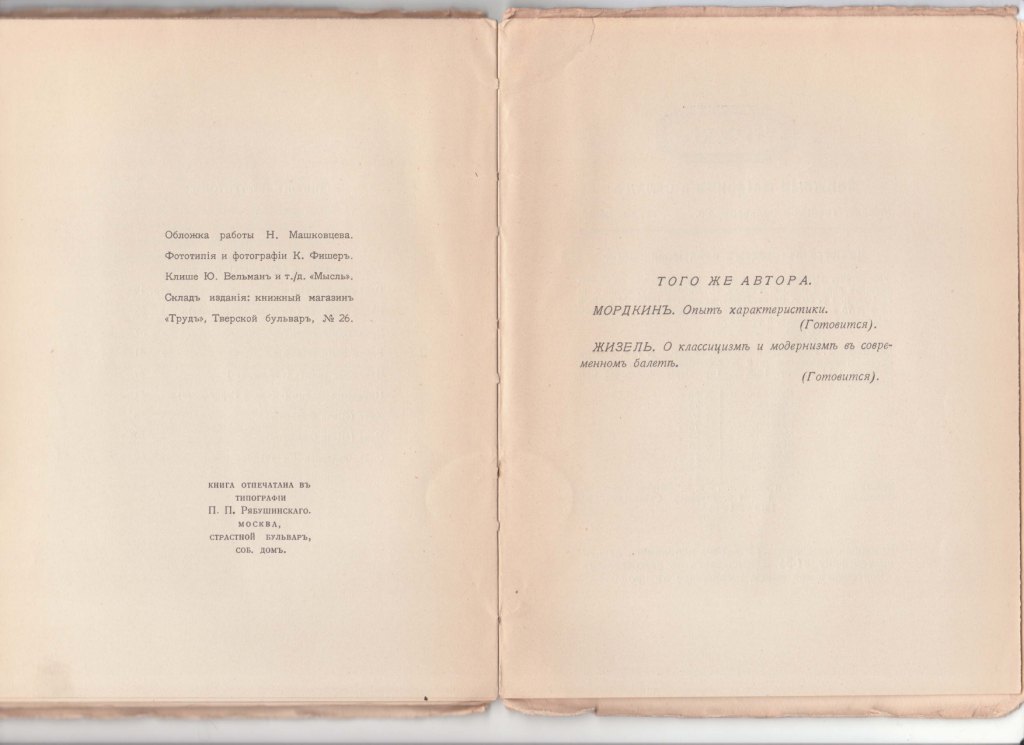 Обложка работы Н. Машковцева.
Фототипія и фотографіи К. Фишеръ.
Клише Ю. Вельманъ и т./д. «Мысль».
Складъ изданія: книжный магазинъ
«Трудъ», Тверской бульваръ, № 26.
КНИГА ОТПЕЧАТАНА ВЪ
ТИПОГРАФІИ
П. П. Рябушинскаго.
МОСКВА,
СТРАСТНОЙ БУЛЬВАРЪ,
СОБ. ДОМЪ.
ТОГО ЖЕ АВТОРА.
МОРДКИНЪ. Опытъ характеристики.
(Готовится).
ЖИЗЕЛЬ. О классицизмѣ и модернизмѣ въ совре-
менномъ балетѣ.
(Готовится).